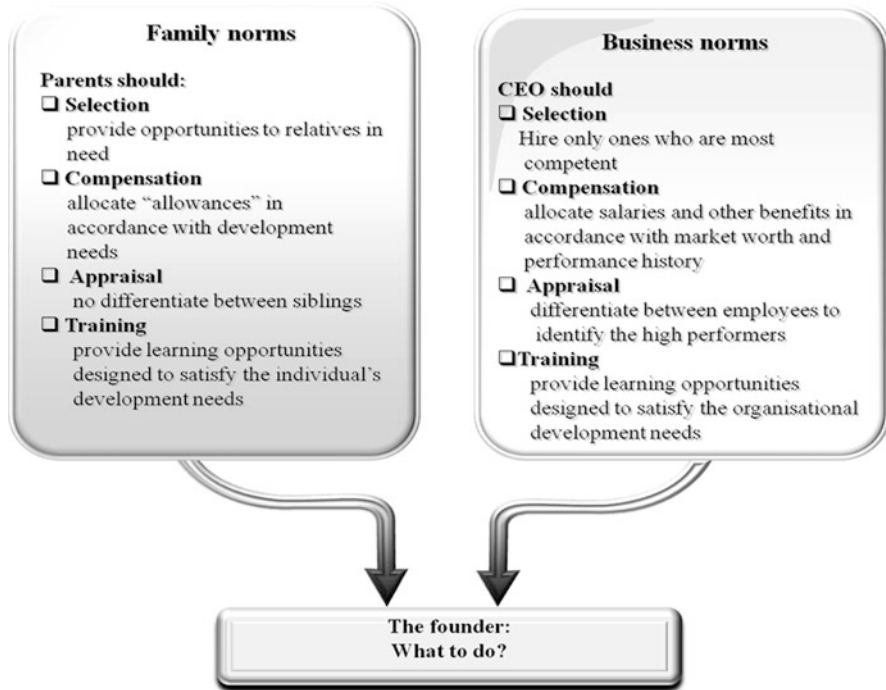 Family norms
Parents should:
❑ Selection
provide opportunities to relatives in
need
❑ Compensation
allocate “allowances” in
accordance with development
needs
❑ Appraisal
no differentiate between siblings
❑ Training
provide learning opportunities
designed to satisfy the individual’s
development needs
Business norms
CEO should
❑ Selection
Hire only ones who are most
competent
❑ Compensation
allocate salaries and other benefits in
accordance with market worth and
performance history
❑ Appraisal
differentiate between employees to
identify the high performers
❑Training
provide learning opportunities
designed to satisfy the organisational
development needs
The founder:
What to do?